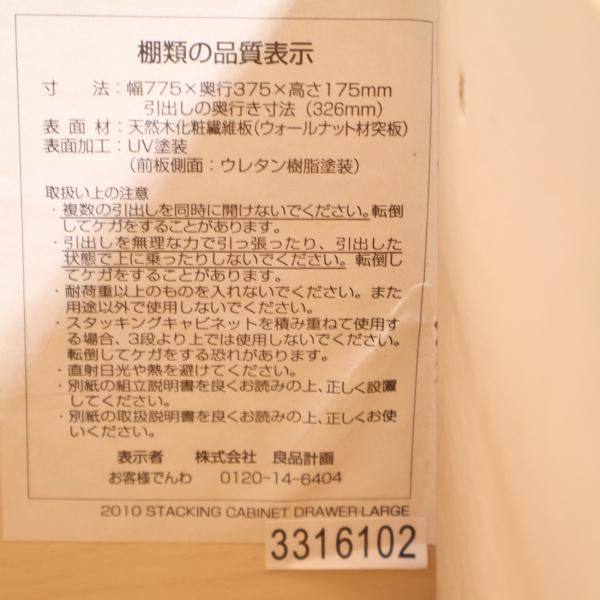 棚類の品質表示
寸　法：幅775×奥行375×高さ175mm
引出しの奥行き寸法（326mm）
表 面 材：天然木化粧繊維板（ウォールナット材突板）
表面加工：UV塗装
（前板側面：ウレタン樹脂塗装）
取扱い上の注意
・複数の引出しを同時に開けないでください。転倒
してケガをすることがあります。
・引出しを無理な力で引っ張ったり、引出した
状態で上に乗ったりしないでください。転倒し
てケガをすることがあります。
・耐荷重以上のものを入れないでください。また
用途以外で使用しないでください。
・スタッキングキャビネットを積み重ねて使用す
る場合、3段より上では使用しないでください。
転倒してケガをする恐れがあります。
・直射日光や熱を避けてください。
・別紙の組立説明書を良くお読みの上、正しく設置
してください。
・別紙の取扱説明書を良くお読みの上、正しくお使
いください。
表示者　株式会社　良品計画
お客様でんわ　0120-14-6404
2010 STACKING CABINET DRAWER-LARGE
3316102